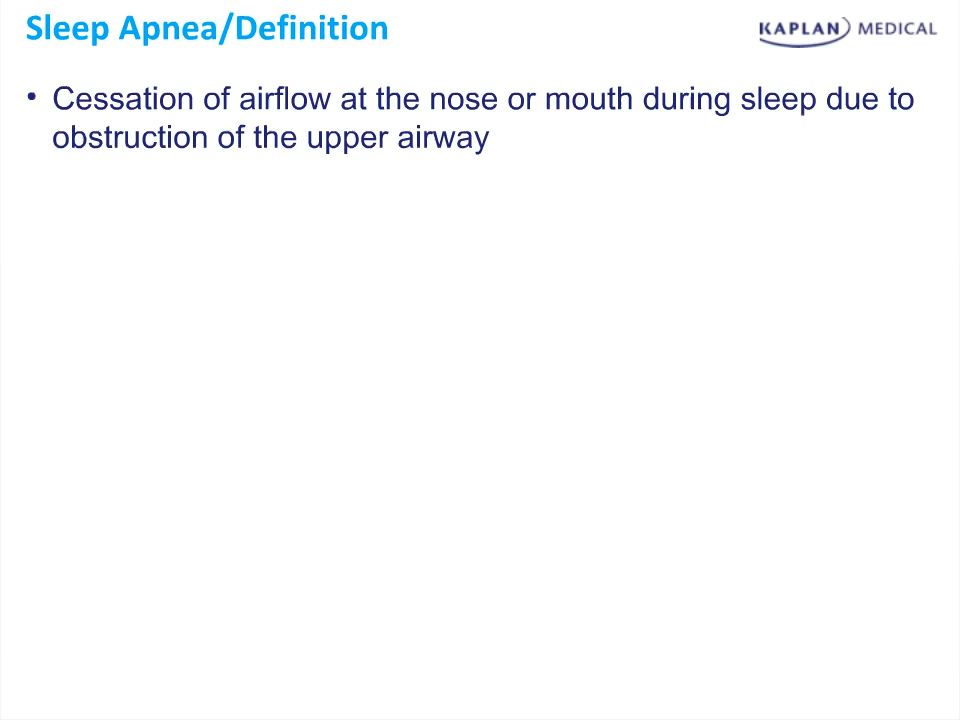 Sleep Apnea/Definition
KAPLAN MEDICAL
• Cessation of airflow at the nose or mouth during sleep due to
obstruction of the upper airway